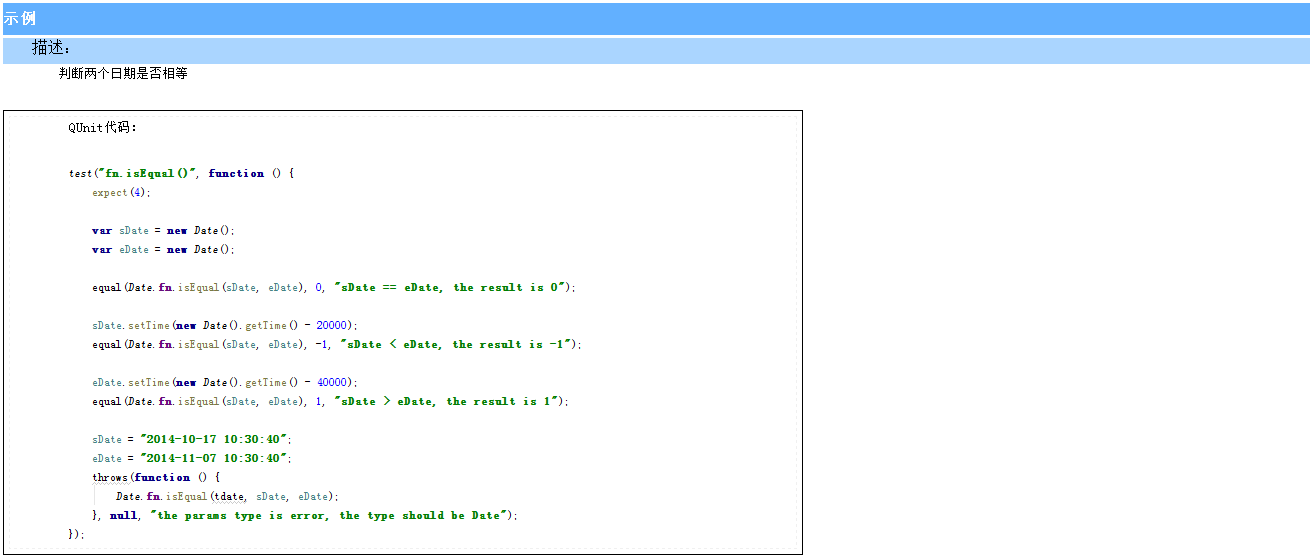 示例
描述：
判断两个日期是否相等
QUnit代码：
test("fn.isEqual()", function () {
expect(4);
var sDate = new Date();
var eDate = new Date();
equal(Date.fn.isEqual(sDate, eDate), 0, "sDate == eDate, the result is 0");
sDate.setTime(new Date().getTime() - 20000);
equal(Date.fn.isEqual(sDate, eDate), -1, "sDate < eDate, the result is -1");
eDate.setTime(new Date().getTime() - 40000);
equal(Date.fn.isEqual(sDate, eDate), 1, "sDate > eDate, the result is 1");
sDate = "2014-10-17 10:30:40";
eDate = "2014-11-07 10:30:40";
throws(function () {
Date.fn.isEqual(tdate, sDate, eDate);
}, null, "the params type is error, the type should be Date");
});